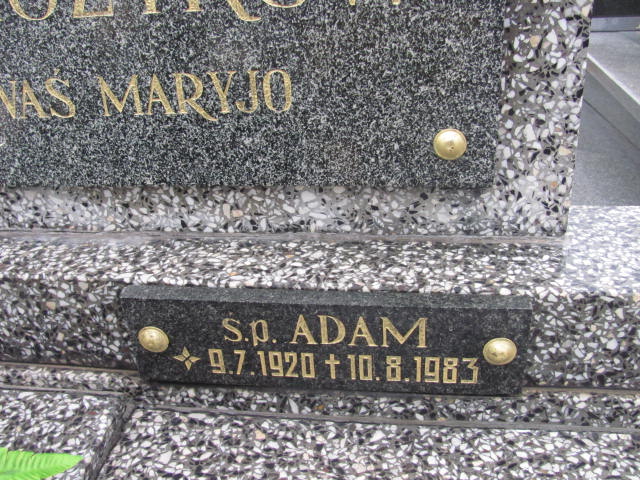 NAS MARYJO
s.p. ADAM
9.7.1920 † 10.8.1983